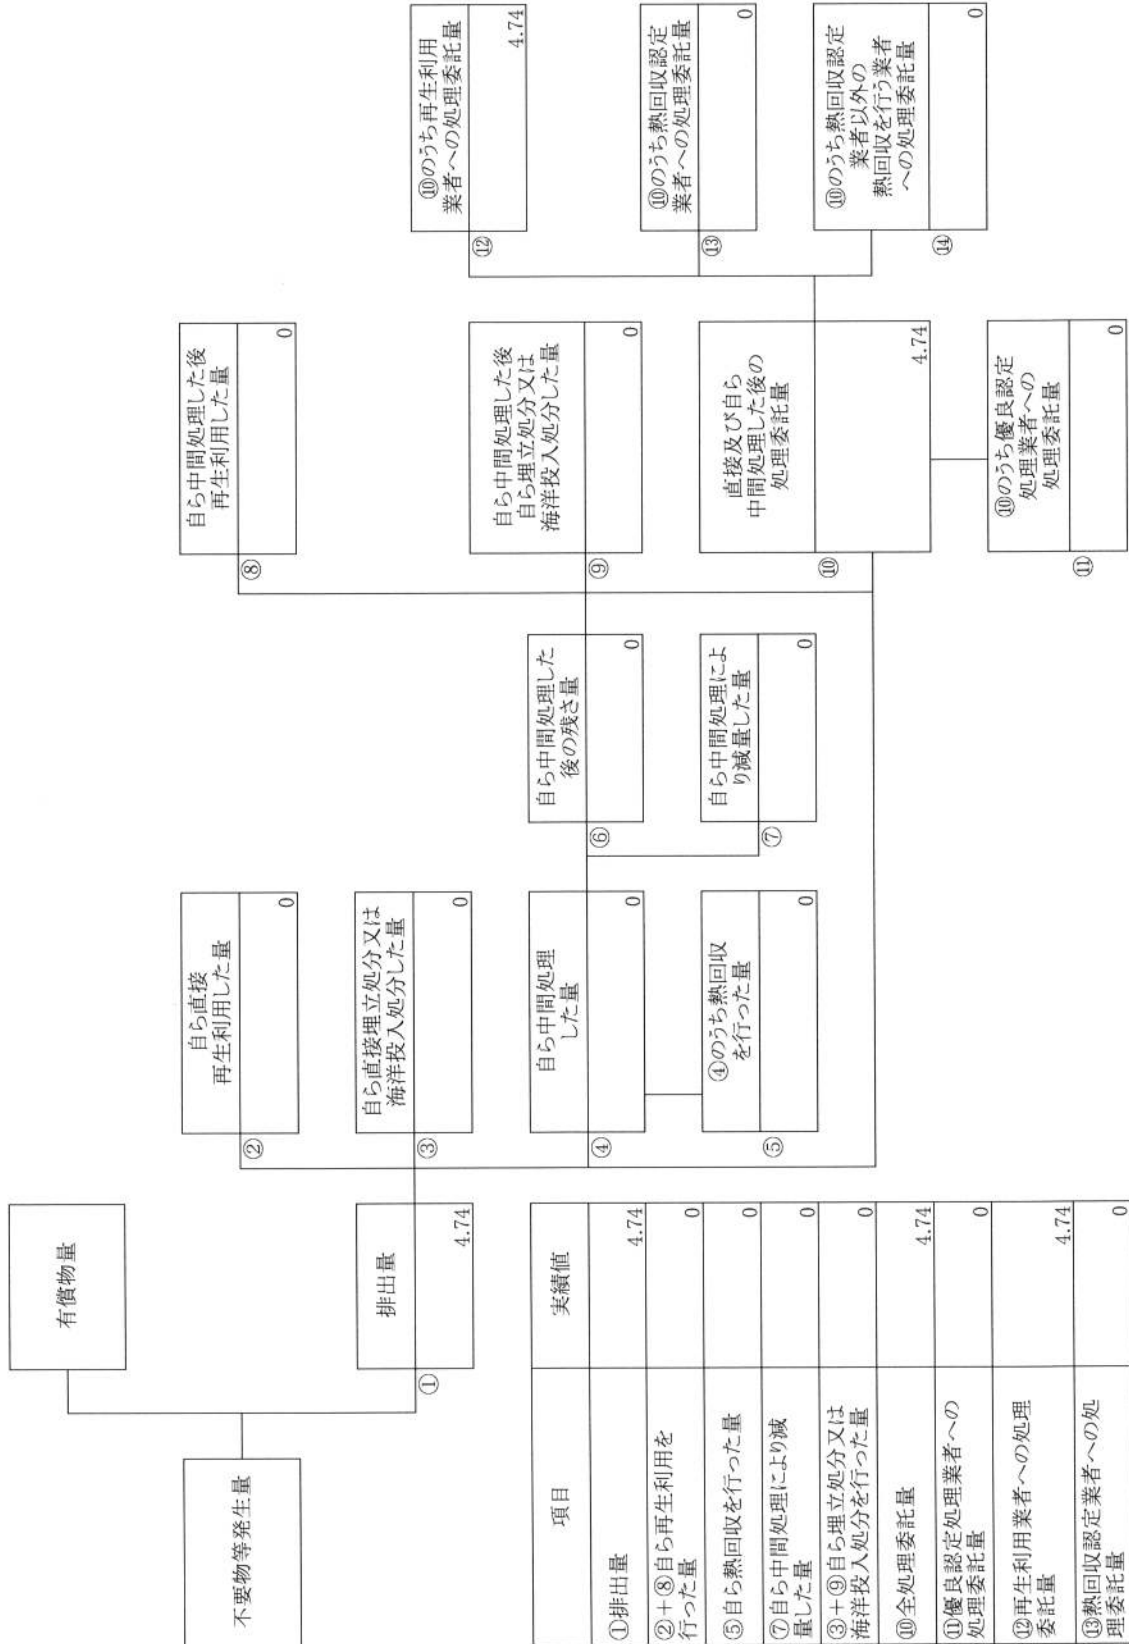 不要物等発生量
有償物量
①
排出量
4.74
②
自ら直接
再生利用した量
0
③
自ら直接埋立処分又は
海洋投入処分した量
0
④
自ら中間処理
した量
0
⑤
④のうち熱回収
を行った量
0
⑥
自ら中間処理した
後の残さ量
0
⑦
自ら中間処理によ
り減量した量
0
⑧
自ら中間処理した後
再生利用した量
0
⑨
自ら中間処理した後
自ら埋立処分又は
海洋投入処分した量
0
⑩
直接及び自ら
中間処理した後の
処理委託量
4.74
⑪
⑩のうち優良認定
処理業者への
処理委託量
0
⑫
⑩のうち再生利用
業者への処理委託量
4.74
⑬
⑩のうち熱回収認定
業者への処理委託量
0
⑭
⑩のうち熱回収認定
業者以外の
熱回収を行う業者
への処理委託量
0
項目
実績値
①排出量
4.74
②+⑧自ら再生利用を
行った量
0
⑤自ら熱回収を行った量
0
⑦自ら中間処理により減
量した量
0
③+⑨自ら埋立処分又は
海洋投入処分を行った量
0
⑩全処理委託量
4.74
⑪優良認定処理業者への
処理委託量
0
⑫再生利用業者への処理
委託量
4.74
⑬熱回収認定業者への処
理委託量
0